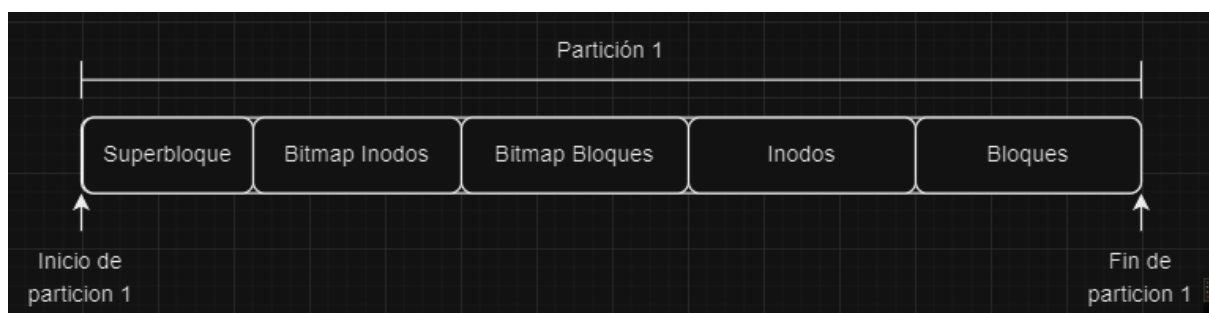 Partición 1
Superbloque
Bitmap Inodos
Bitmap Bloques
Inodos
Bloques
Inicio de
particion 1
Fin de
particion 1